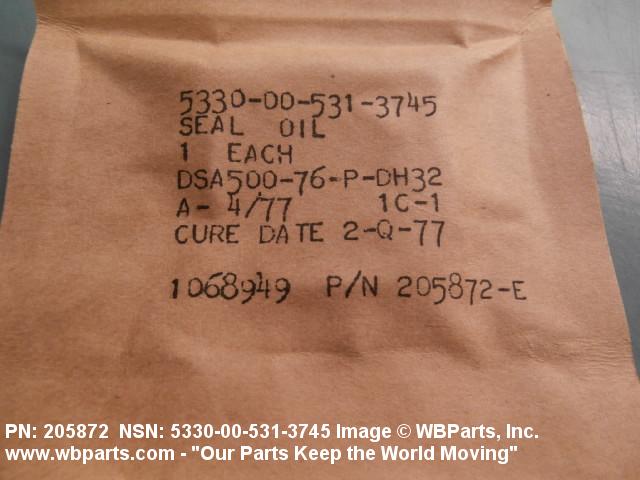 5330-00-531-3745
SEAL OIL
1 EACH
DSA500-76-P-DH32
A- 4/77 1C-1
CURE DATE 2-Q-77
1068949 P/N 205872-E
PN: 205872 NSN: 5330-00-531-3745 Image © WBParts, Inc.
www.wbparts.com - "Our Parts Keep the World Moving"